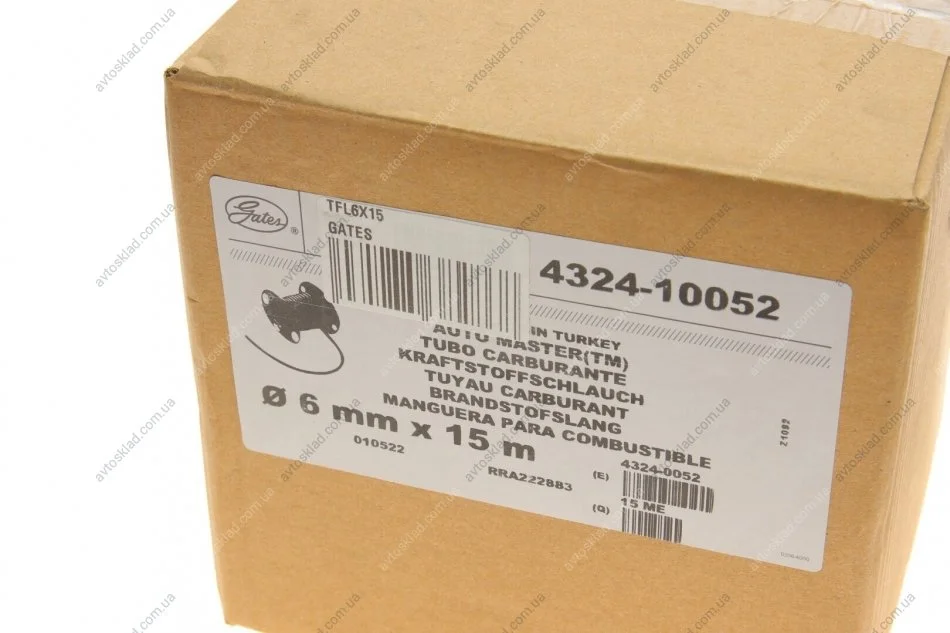 Gates ®
TFL6X15
GATES
4324-10052
IN TURKEY
AUTO MASTER(TM)
TUBO CARBURANTE
KRAFTSTOFFSCHLAUCH
TUYAU CARBURANT
BRANDSTOFSLANG
MANGUERA PARA COMBUSTIBLE
Ø 6 mm x 15 m
010522
RRA222883
(E) 4324-0052
(Q) 15 ME
21092
avtosklad.com.ua